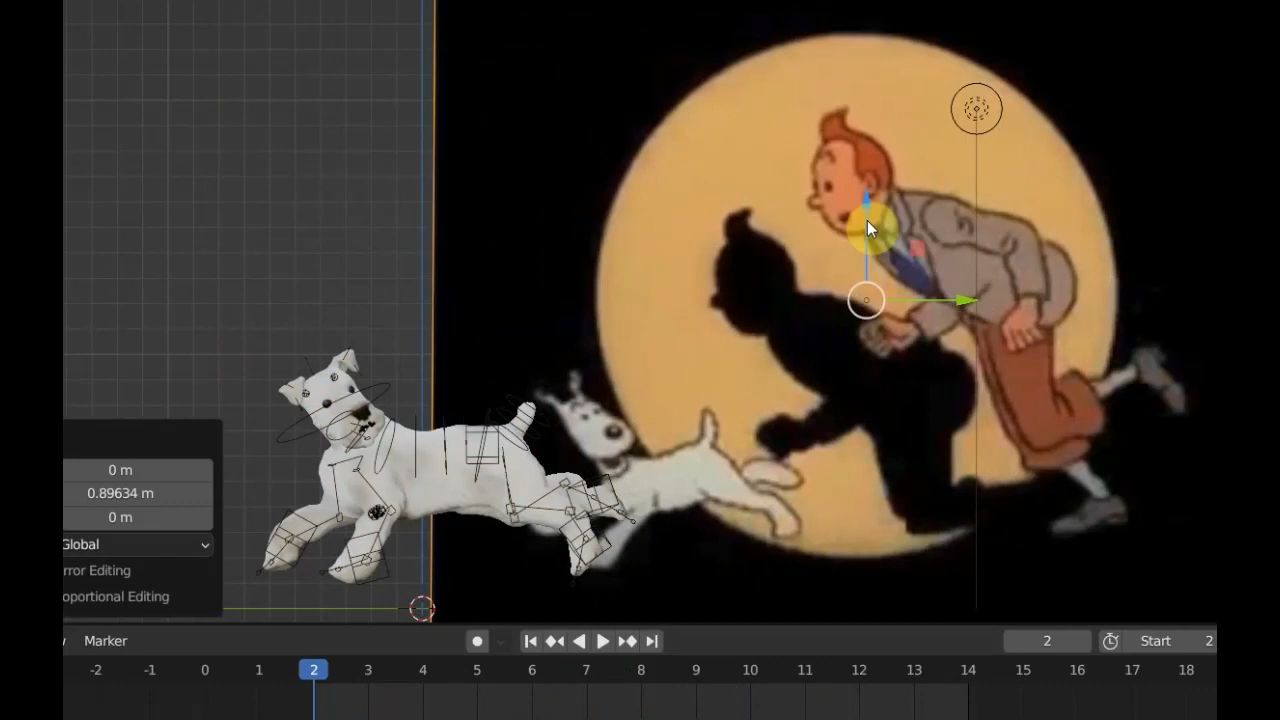 0 m
0.89634 m
0 m
Global
rror Editing
oportional Editing
Marker
2
Start 2
-2 -1 0 1 2 3 4 5 6 7 8 9 10 11 12 13 14 15 16 17 18